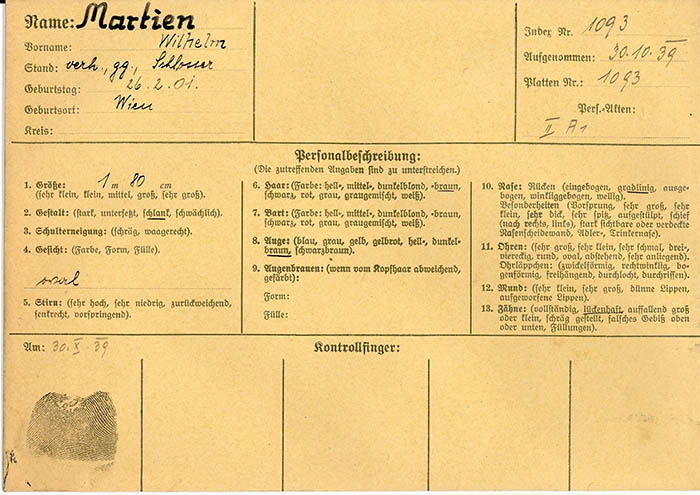 Name: Martien
Vorname: Wilhelm
Stand: verh., gg., Schlosser
Geburtstag: 26.2.01.
Geburtsort: Wien
Kreis:
Index Nr. 1093
Aufgenommen: 30.10.39
Platten Nr.: 1093
Pers.-Akten:
II A1
Personalbeschreibung:
(Die zutreffenden Angaben sind zu unterstreichen.)
1. Größe: 1 m 80 cm
(sehr klein, klein, mittel, groß, sehr groß).
2. Gestalt: (stark, untersetzt, schlank, schwächlich).
3. Schulterneigung: (schräg, waagerecht).
4. Gesicht: (Farbe, Form, Fülle).
oval
5. Stirn: (sehr hoch, sehr niedrig, zurückweichend,
senkrecht, vorspringend).
6. Haar: (Farbe: hell-, mittel-, dunkelblond, -braun,
schwarz, rot, grau, graugemischt, weiß).
7. Bart: (Farbe: hell-, mittel-, dunkelblond, -braun,
schwarz, rot, grau, graugemischt, weiß).
8. Auge: (blau, grau, gelb, gelbrot, hell-, dunkel-
braun, schwarzbraun).
9. Augenbrauen: (wenn vom Kopfhaar abweichend,
gefärbt):
Form:
Fülle:
10. Nase: Rücken (eingebogen, gradlinig, ausge-
gebogen, winkliggebogen, wellig).
Besonderheiten (Vorsprung, sehr groß, sehr
klein, sehr dick, sehr spitz, aufgestülpt, schief
(nach rechts, links), stark sichtbare oder verdeckte
Nasenscheidewand, Adler-, Trinkernase).
11. Ohren: (sehr groß, sehr klein, sehr schmal, drei-,
viereckig, rund, oval, abstehend, sehr anliegend).
Ohrläppchen: (zwickelförmig, rechtwinklig, bo-
genförmig, freihängend, durchlocht, durchrissen).
12. Mund: (sehr klein, sehr groß, dünne Lippen,
aufgeworfene Lippen).
13. Zähne: (vollständig, lückenhaft, auffallend groß
oder klein, schräg gestellt, falsches Gebiß oben
oder unten, Füllungen).
Am: 30. X. 39
Kontrollfinger: